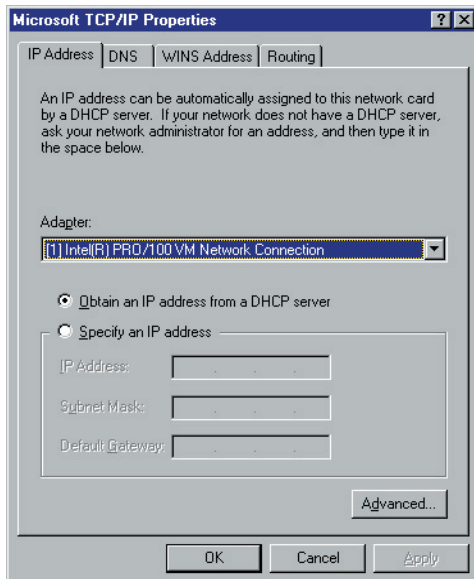 Microsoft TCP/IP Properties
IP Address DNS WINS Address Routing
An IP address can be automatically assigned to this network card
by a DHCP server. If your network does not have a DHCP server,
ask your network administrator for an address, and then type it in
the space below.
Adapter:
[1] Intel(R) PRO/100 VM Network Connection
Obtain an IP address from a DHCP server
Specify an IP address
IP Address:
Subnet Mask:
Default Gateway:
Advanced...
OK Cancel Apply